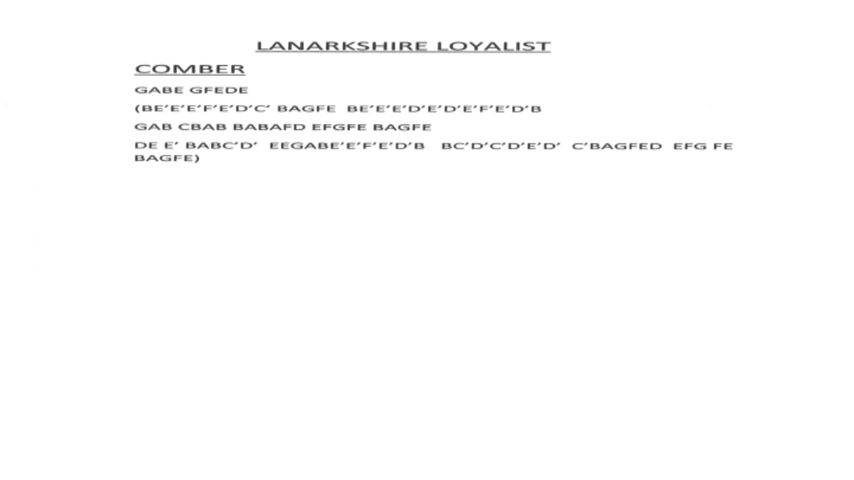 LANARKSHIRE LOYALIST
COMBER
GABE GFEDE
(BE’E’E’F’E’D’C’ BAGFE BE’E’E’D’E’D’E’F’E’D’B
GAB CBAB BABAFD EFGFE BAGFE
DE E’ BABC’D’ EEGABE’E’F’E’D’B BC’D’C’D’E’D’ C’BAGFED EFG FE
BAGFE)